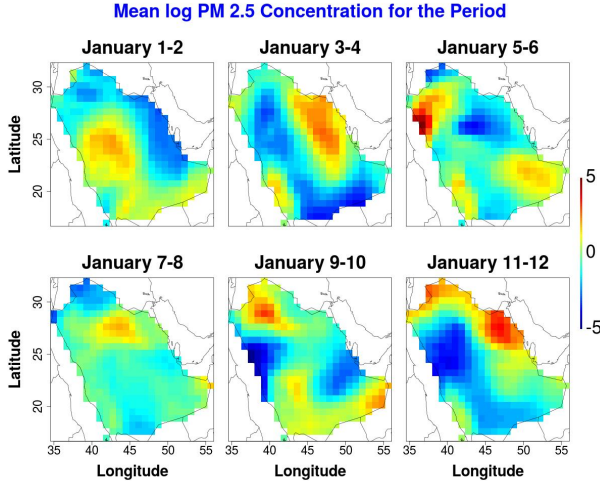 Mean log PM 2.5 Concentration for the Period
January 1-2 January 3-4 January 5-6
Latitude
30
25
20
5
0
-5
January 7-8 January 9-10 January 11-12
Latitude
30
25
20
35 40 45 50 55 35 40 45 50 55 35 40 45 50 55
Longitude Longitude Longitude